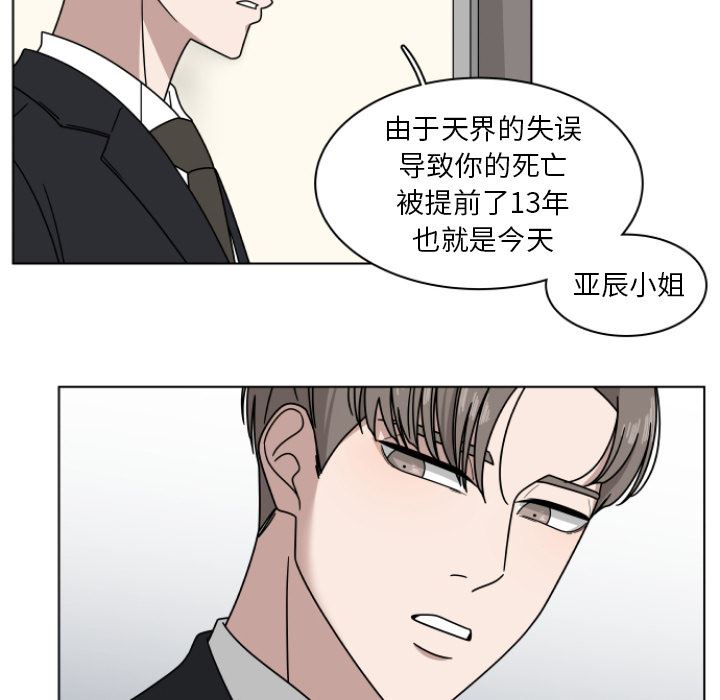 由于天界的失误
导致你的死亡
被提前了13年
也就是今天
亚辰小姐